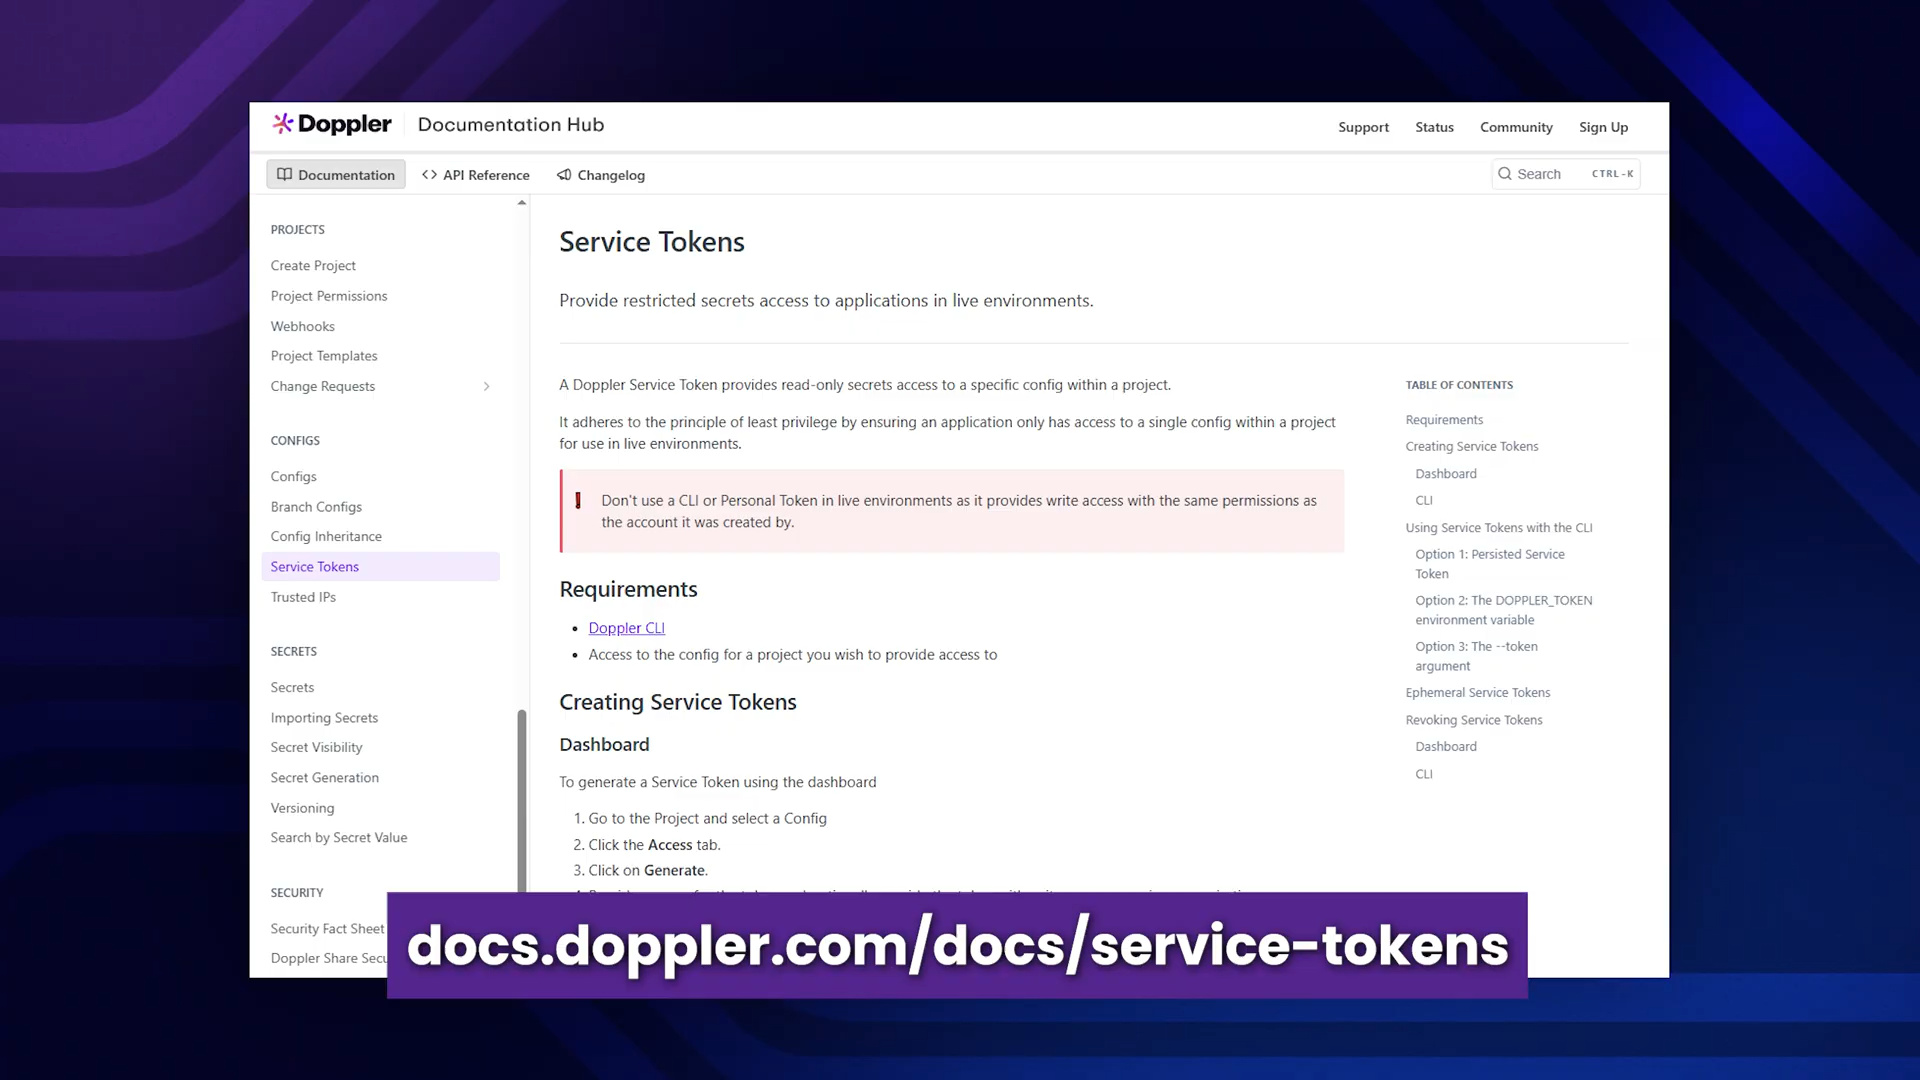 Doppler
Documentation Hub
Support
Status
Community
Sign Up
Documentation
API Reference
Changelog
Search
CTRL-K
PROJECTS
Create Project
Project Permissions
Webhooks
Project Templates
Change Requests
CONFIGS
Configs
Branch Configs
Config Inheritance
Service Tokens
Trusted IPs
SECRETS
Secrets
Importing Secrets
Secret Visibility
Secret Generation
Versioning
Search by Secret Value
SECURITY
Security Fact Sheet
Doppler Share
Service Tokens
Provide restricted secrets access to applications in live environments.
A Doppler Service Token provides read-only secrets access to a specific config within a project.
It adheres to the principle of least privilege by ensuring an application only has access to a single config within a project
for use in live environments.
Don't use a CLI or Personal Token in live environments as it provides write access with the same permissions as
the account it was created by.
Requirements
• Doppler CLI
• Access to the config for a project you wish to provide access to
Creating Service Tokens
Dashboard
To generate a Service Token using the dashboard
1. Go to the Project and select a Config
2. Click the Access tab.
3. Click on Generate.
TABLE OF CONTENTS
Requirements
Creating Service Tokens
Dashboard
CLI
Using Service Tokens with the CLI
Option 1: Persisted Service
Token
Option 2: The DOPPLER_TOKEN
environment variable
Option 3: The --token
argument
Ephemeral Service Tokens
Revoking Service Tokens
Dashboard
CLI
docs.doppler.com/docs/service-tokens